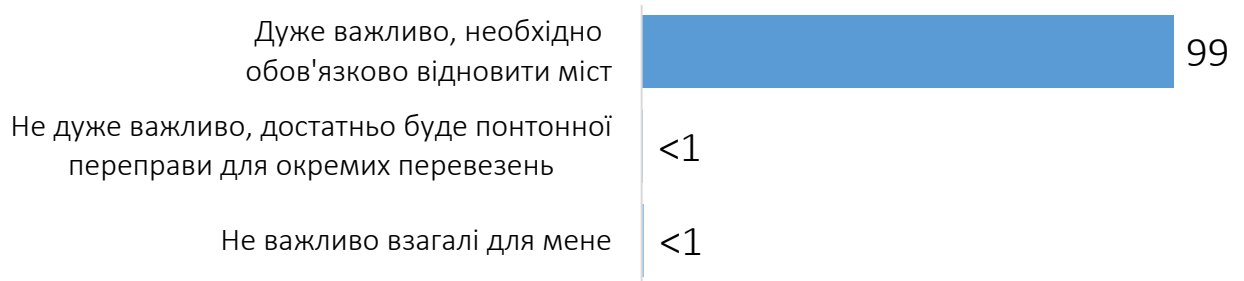 Дуже важливо, необхідно
обов'язково відновити міст
99
Не дуже важливо, достатньо буде понтонної
переправи для окремих перевезень
<1
Не важливо взагалі для мене
<1